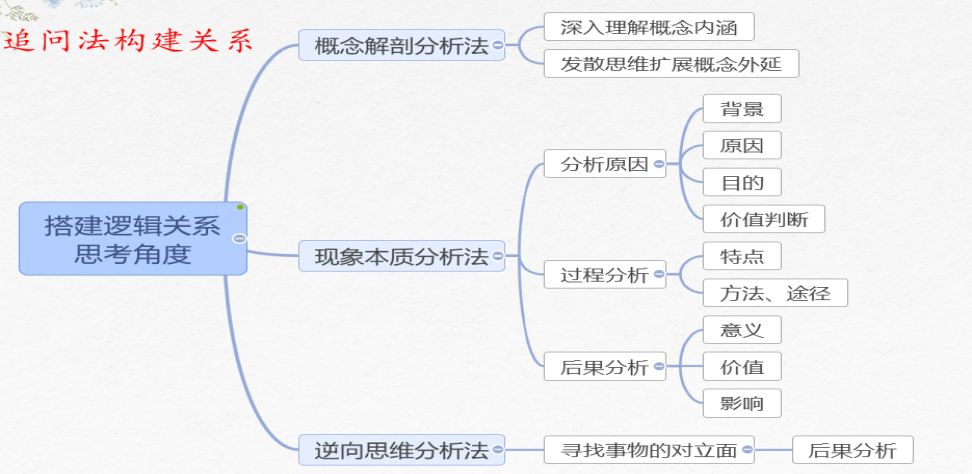 追问法构建关系
搭建逻辑关系
思考角度
概念解剖分析法
深入理解概念内涵
发散思维扩展概念外延
现象本质分析法
分析原因
背景
原因
目的
价值判断
过程分析
特点
方法、途径
后果分析
意义
价值
影响
逆向思维分析法
寻找事物的对立面
后果分析